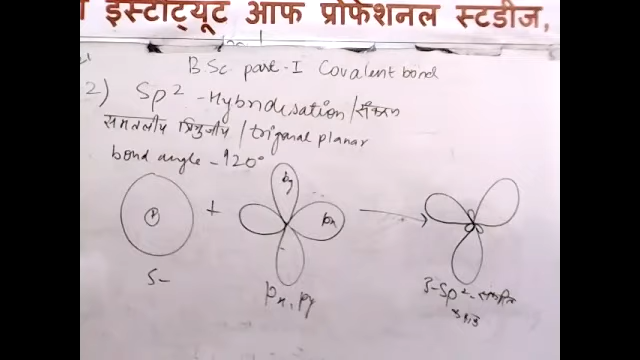 इंस्टीट्यूट आफ प्रोफेशनल स्टडीज,
B.Sc. part-I Covalent bond
2) Sp² -Hybridisation/संकरण
समतलीय त्रिभुजीय / trigonal planar
bond angle - 120°
py
+ px
S-
px, py
3-Sp²-संकरित